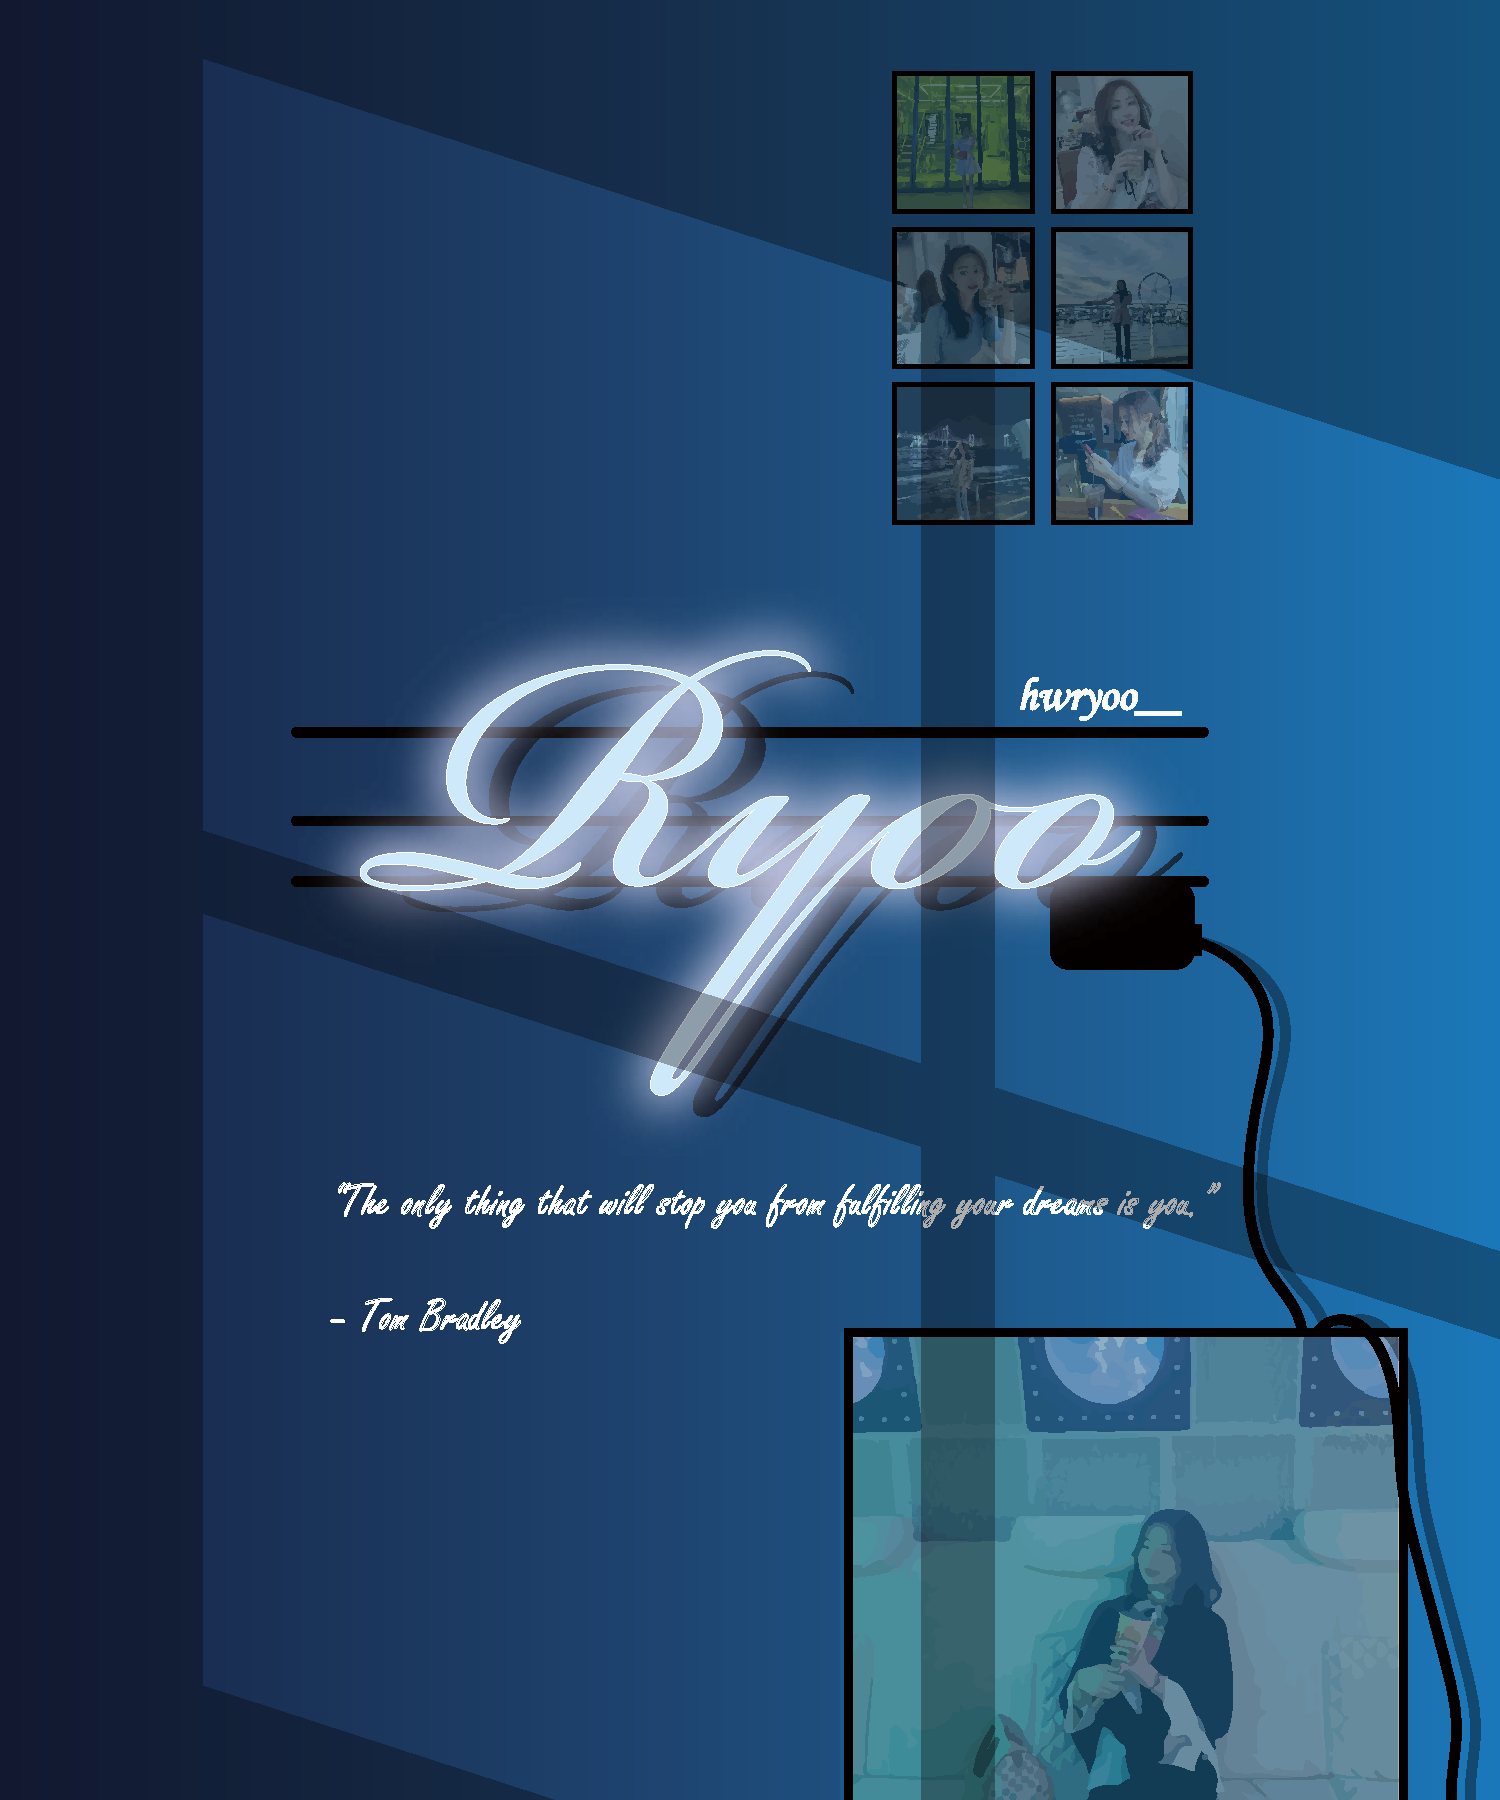 hwryoo__
Ryoo
"The only thing that will stop you from fulfilling your dreams is you."
- Tom Bradley